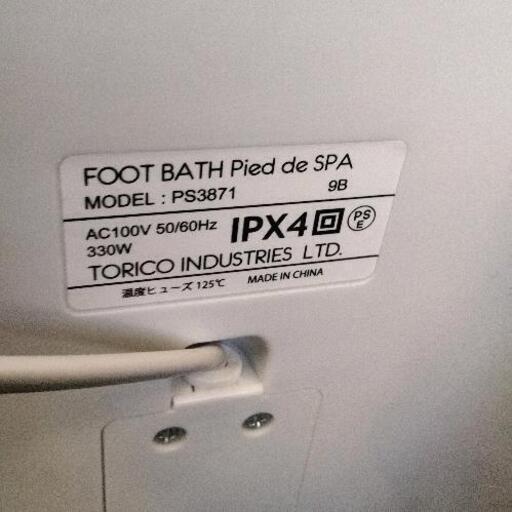 FOOT BATH Pied de SPA
MODEL : PS3871 9B
AC100V 50/60Hz
330W
IPX4 PSE
TORICO INDUSTRIES LTD.
温度ヒューズ 125℃ MADE IN CHINA